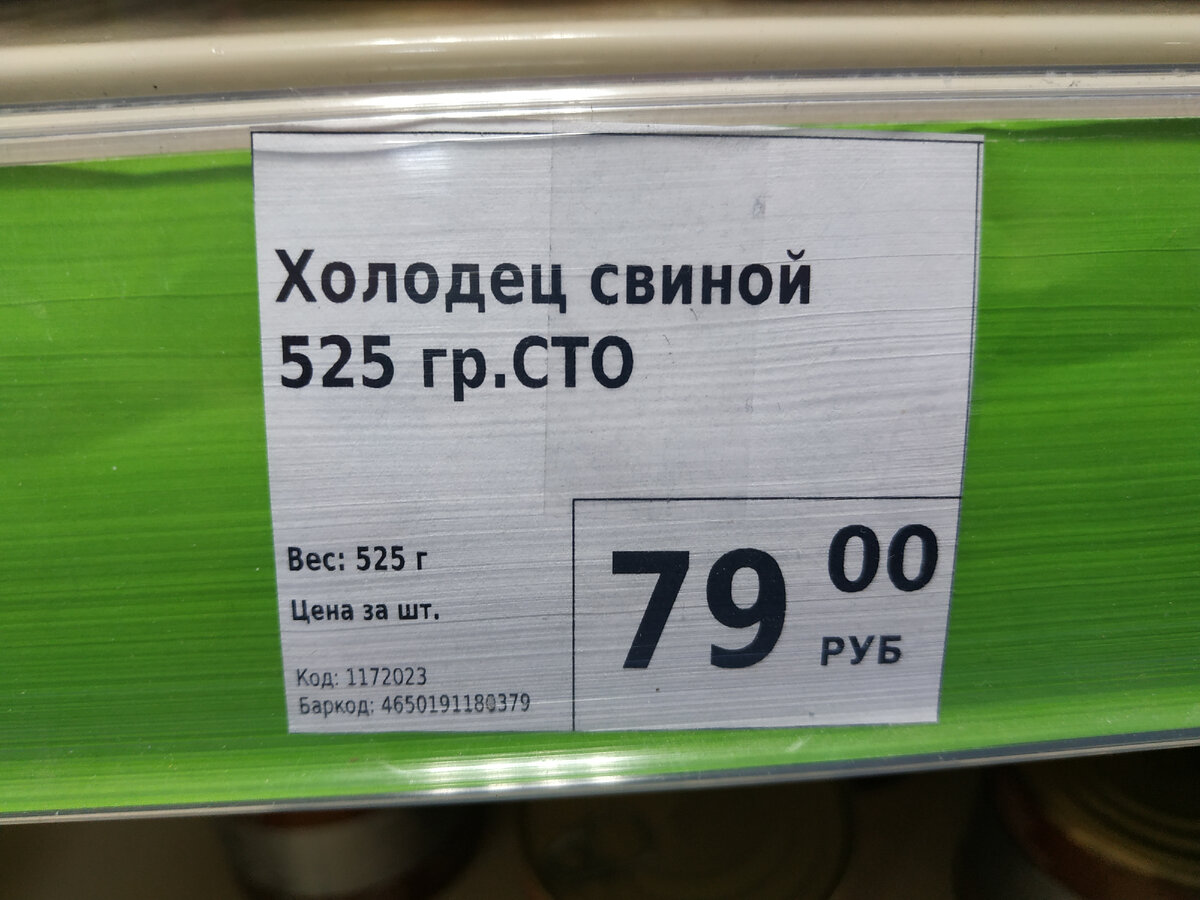 Холодец свиной
525 гр.СТО
Вес: 525 г
Цена за шт.
79 00
РУБ
Код: 1172023
Баркод: 4650191180379